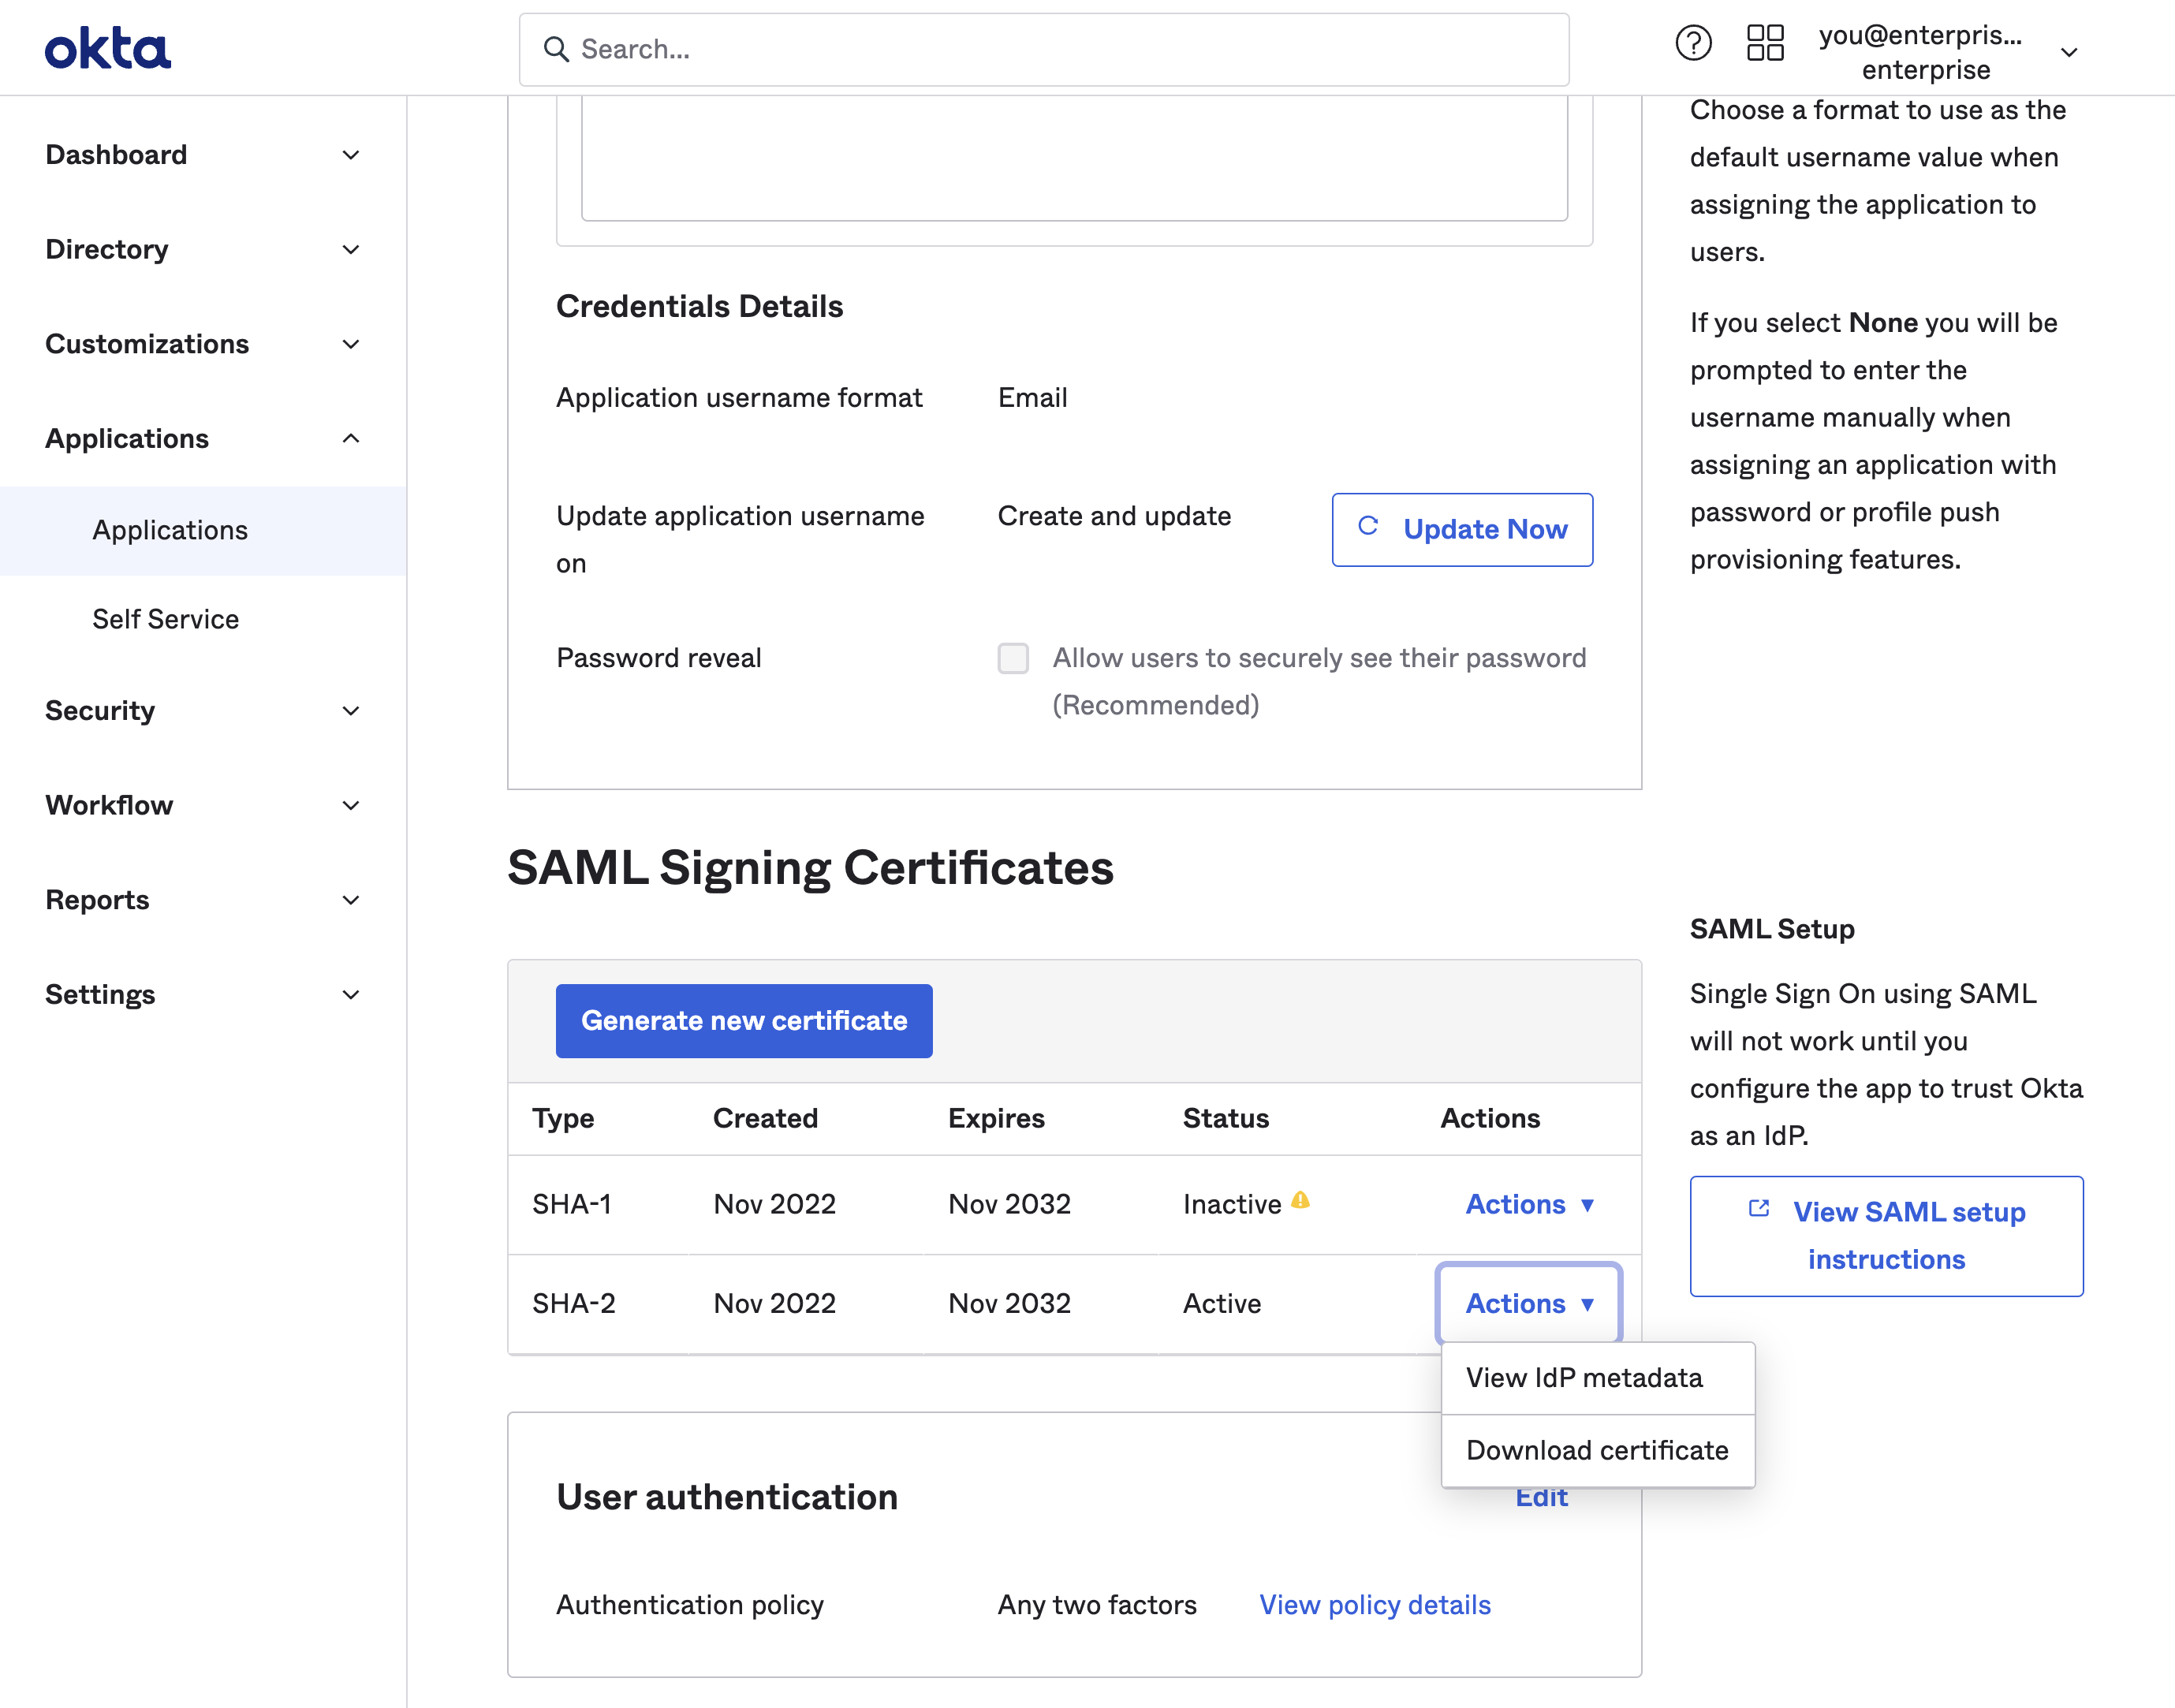 okta
Search...
you@enterpris...
enterprise
Dashboard
Directory
Customizations
Applications
Applications
Self Service
Security
Workflow
Reports
Settings
Credentials Details
Application username format
Email
Update application username
on
Create and update
Update Now
Password reveal
Allow users to securely see their password
(Recommended)
SAML Signing Certificates
Generate new certificate
Type Created Expires Status Actions
SHA-1 Nov 2022 Nov 2032 Inactive Actions ▼
SHA-2 Nov 2022 Nov 2032 Active Actions ▼
View IdP metadata
Download certificate
User authentication
Edit
Authentication policy
Any two factors
View policy details
Choose a format to use as the
default username value when
assigning the application to
users.
If you select None you will be
prompted to enter the
username manually when
assigning an application with
password or profile push
provisioning features.
SAML Setup
Single Sign On using SAML
will not work until you
configure the app to trust Okta
as an IdP.
View SAML setup
instructions